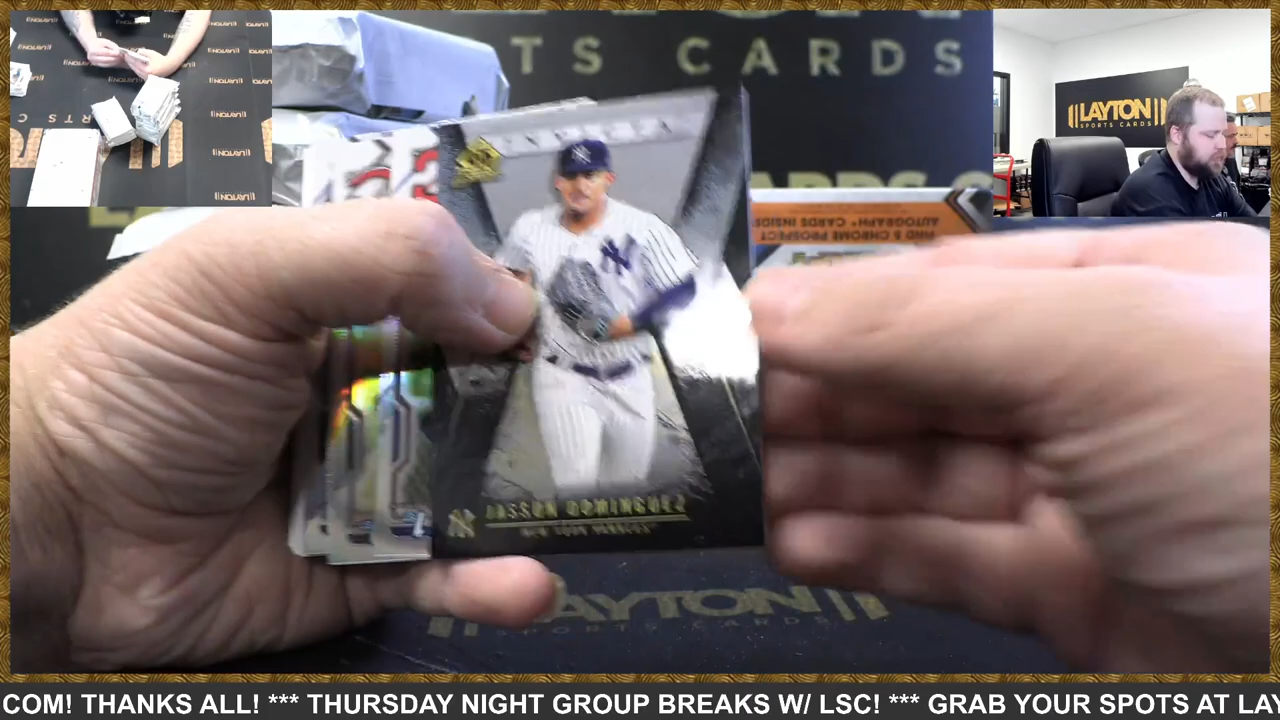 TS CARDS
LAYTON
SPORTS CARDS
FIND 5 CHROME PROSPECT
AUTOGRAPH* CARDS INSIDE
JASSON DOMINGUEZ
NEW YORK YANKEES
LAYTON
SPORTS CARDS
COM! THANKS ALL! *** THURSDAY NIGHT GROUP BREAKS W/ LSC! *** GRAB YOUR SPOTS AT LAY